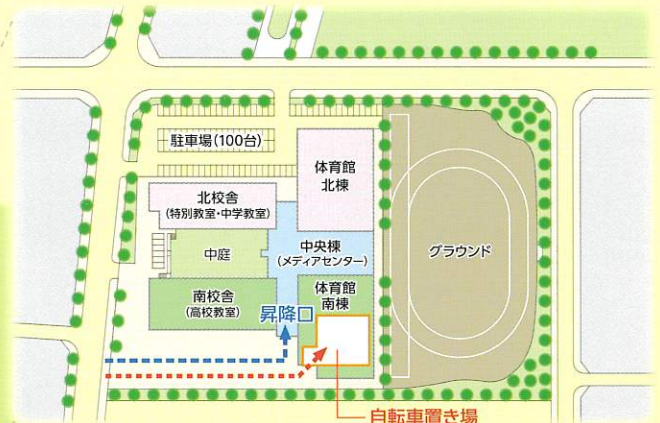 駐車場(100台)
体育館
北棟
北校舎
(特別教室・中学教室)
中庭
中央棟
(メディアセンター)
グラウンド
南校舎
(高校教室)
昇降口
体育館
南棟
自転車置き場